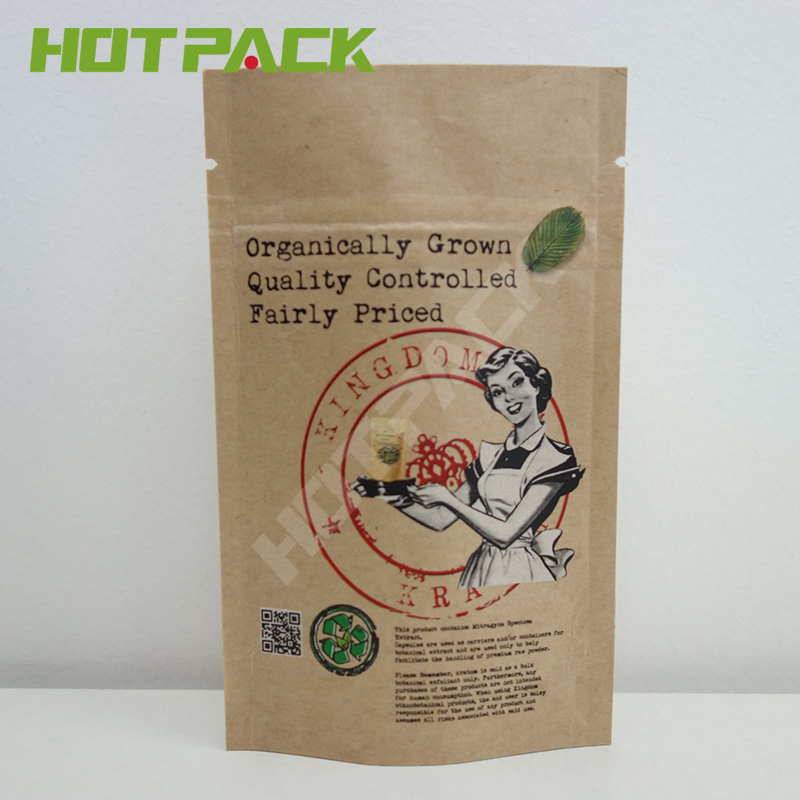 HOTPACK
Organically Grown
Quality Controlled
Fairly Priced
KINGDOM
KRA
HOTPACK
This product contains Mitragyna Speciosa
Extract.
Capsules are used as carriers and/or containers for
botanical extract and are used only to help
facilitate the handling of premium raw powder.
Please Remember, kratom is sold as a bulk
botanical exfoliant only. Furthermore, any
purchases of these products are not intended
for human consumption. When using Kingdom
ethnobotanical products, the end user is soley
responsible for the use of any product and
assumes all risks associated with said use.